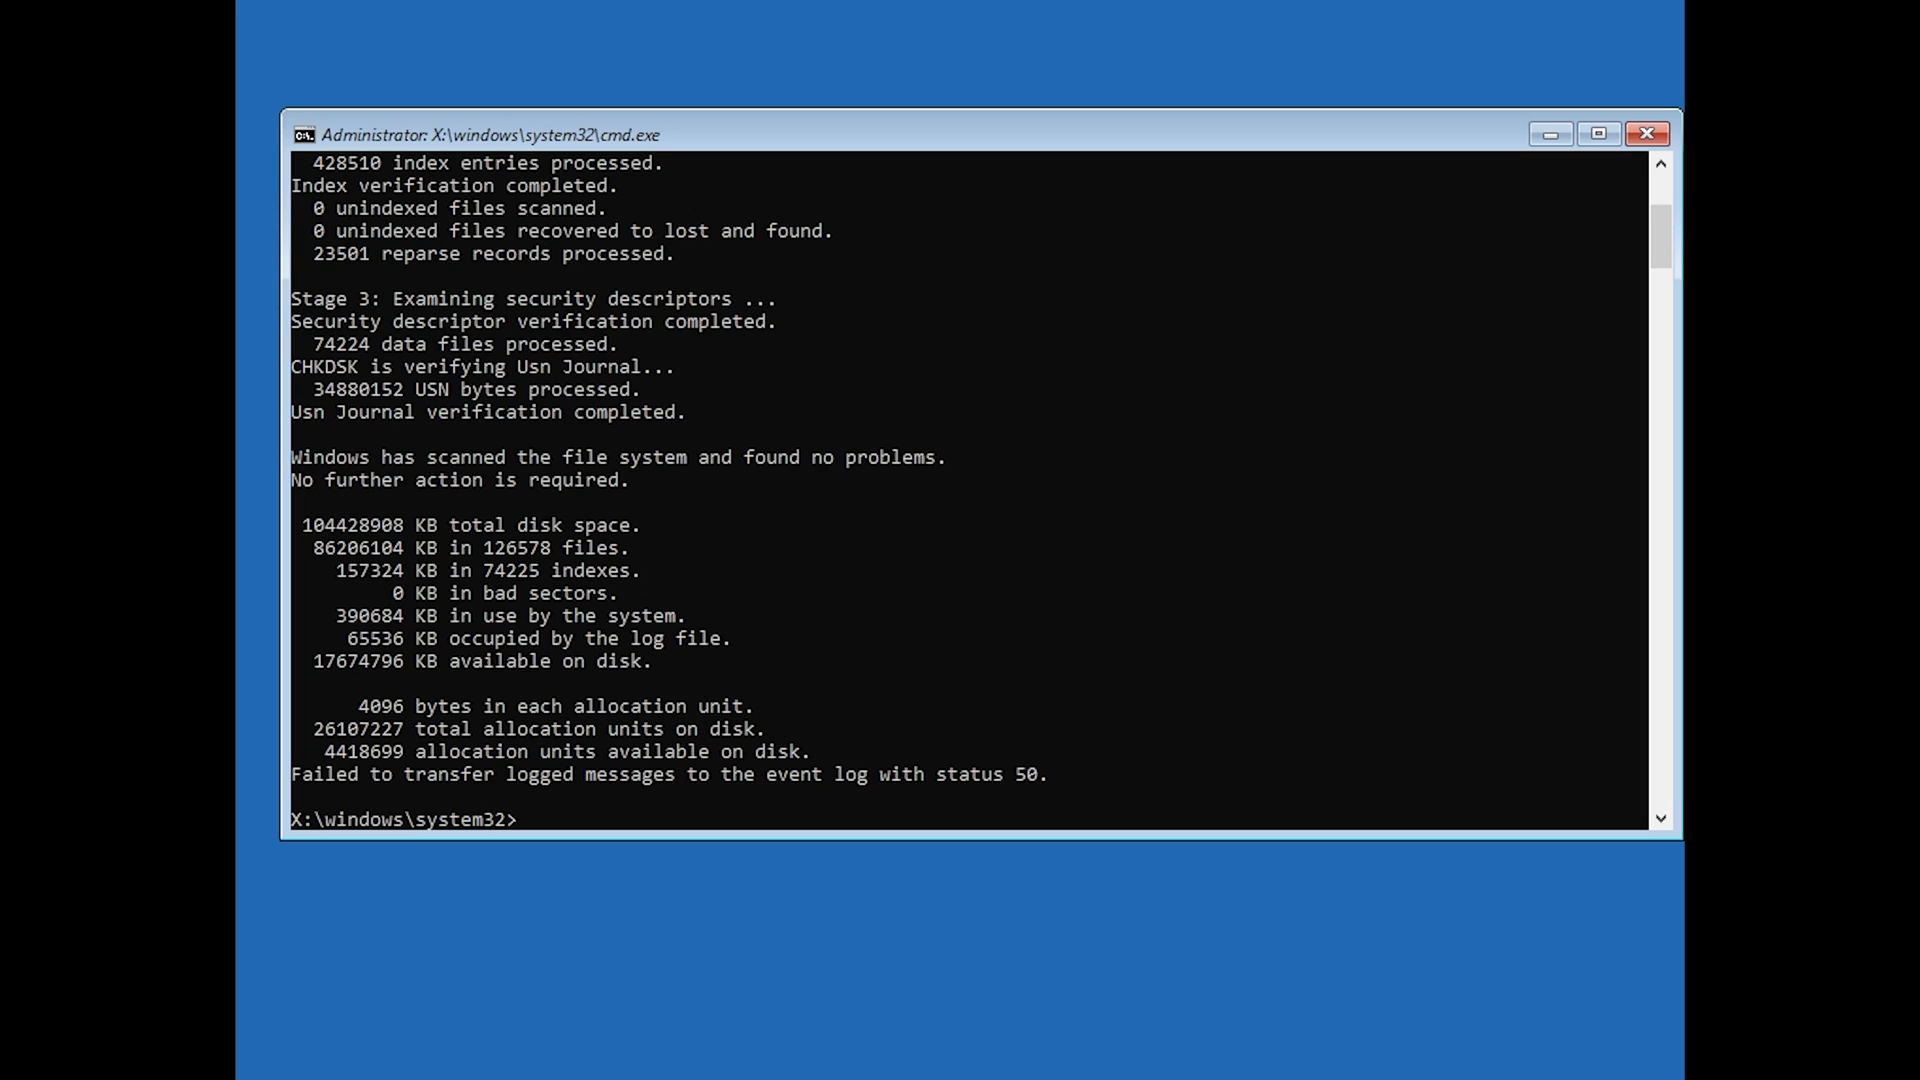 Administrator: X:\windows\system32\cmd.exe
428510 index entries processed.
Index verification completed.
0 unindexed files scanned.
0 unindexed files recovered to lost and found.
23501 reparse records processed.
Stage 3: Examining security descriptors ...
Security descriptor verification completed.
74224 data files processed.
CHKDSK is verifying Usn Journal...
34880152 USN bytes processed.
Usn Journal verification completed.
Windows has scanned the file system and found no problems.
No further action is required.
104428908 KB total disk space.
86206104 KB in 126578 files.
157324 KB in 74225 indexes.
0 KB in bad sectors.
390684 KB in use by the system.
65536 KB occupied by the log file.
17674796 KB available on disk.
4096 bytes in each allocation unit.
26107227 total allocation units on disk.
4418699 allocation units available on disk.
Failed to transfer logged messages to the event log with status 50.
X:\windows\system32>